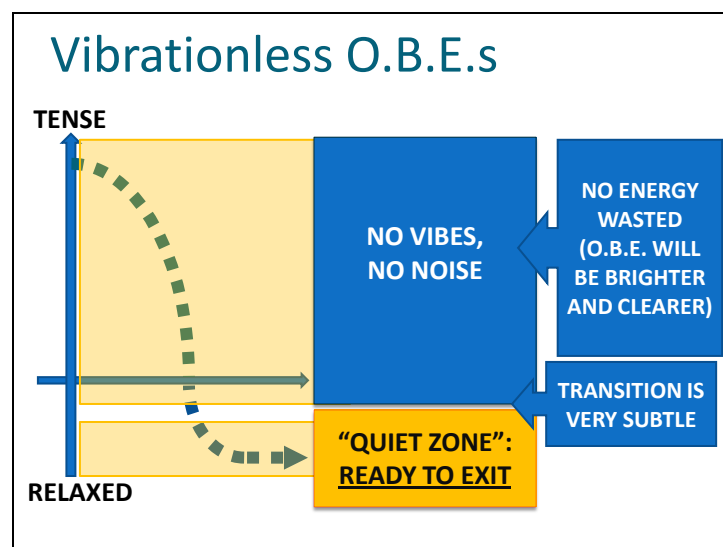 Vibrationless O.B.E.s
TENSE
NO VIBES,
NO NOISE
NO ENERGY
WASTED
(O.B.E. WILL
BE BRIGHTER
AND CLEARER)
TRANSITION IS
VERY SUBTLE
“QUIET ZONE”:
READY TO EXIT
RELAXED